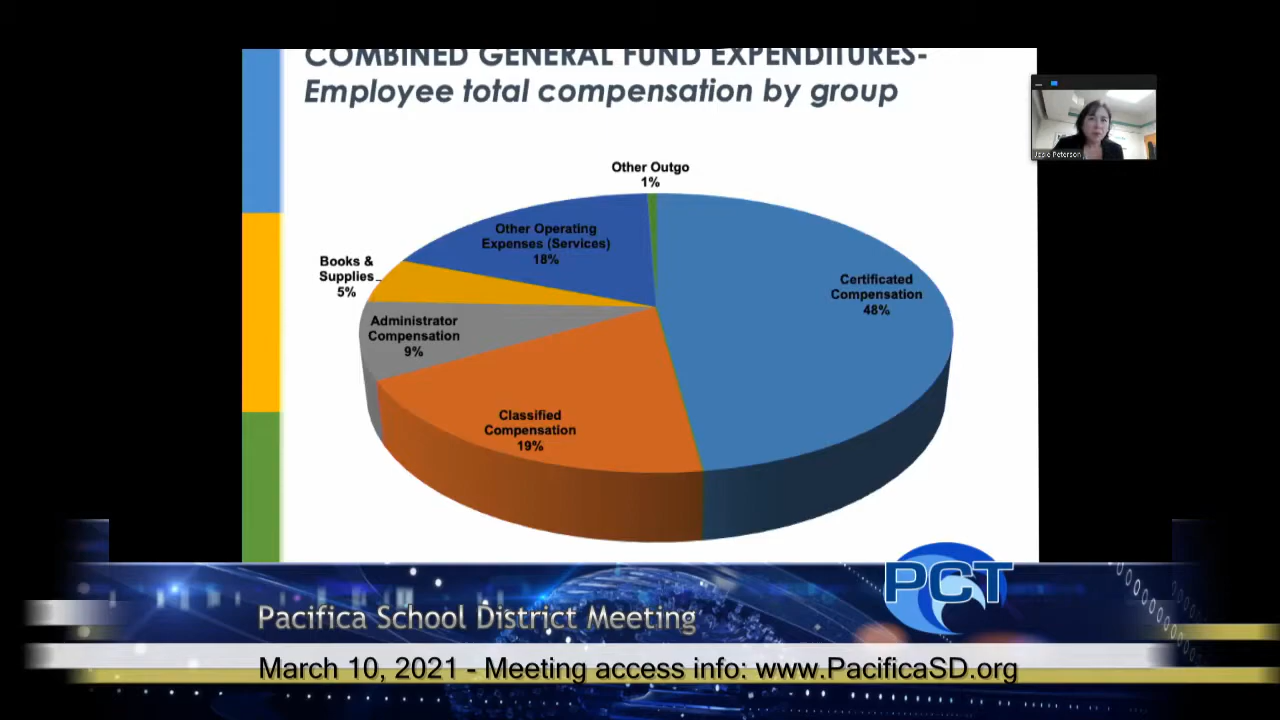 COMBINED GENERAL FUND EXPENDITURES-
Employee total compensation by group
Other Outgo
1%
Other Operating
Expenses (Services)
18%
Books &
Supplies
5%
Certificated
Compensation
48%
Administrator
Compensation
9%
Classified
Compensation
19%
Josie Peterson
PCT
Pacifica School District Meeting
March 10, 2021 - Meeting access info: www.PacificaSD.org